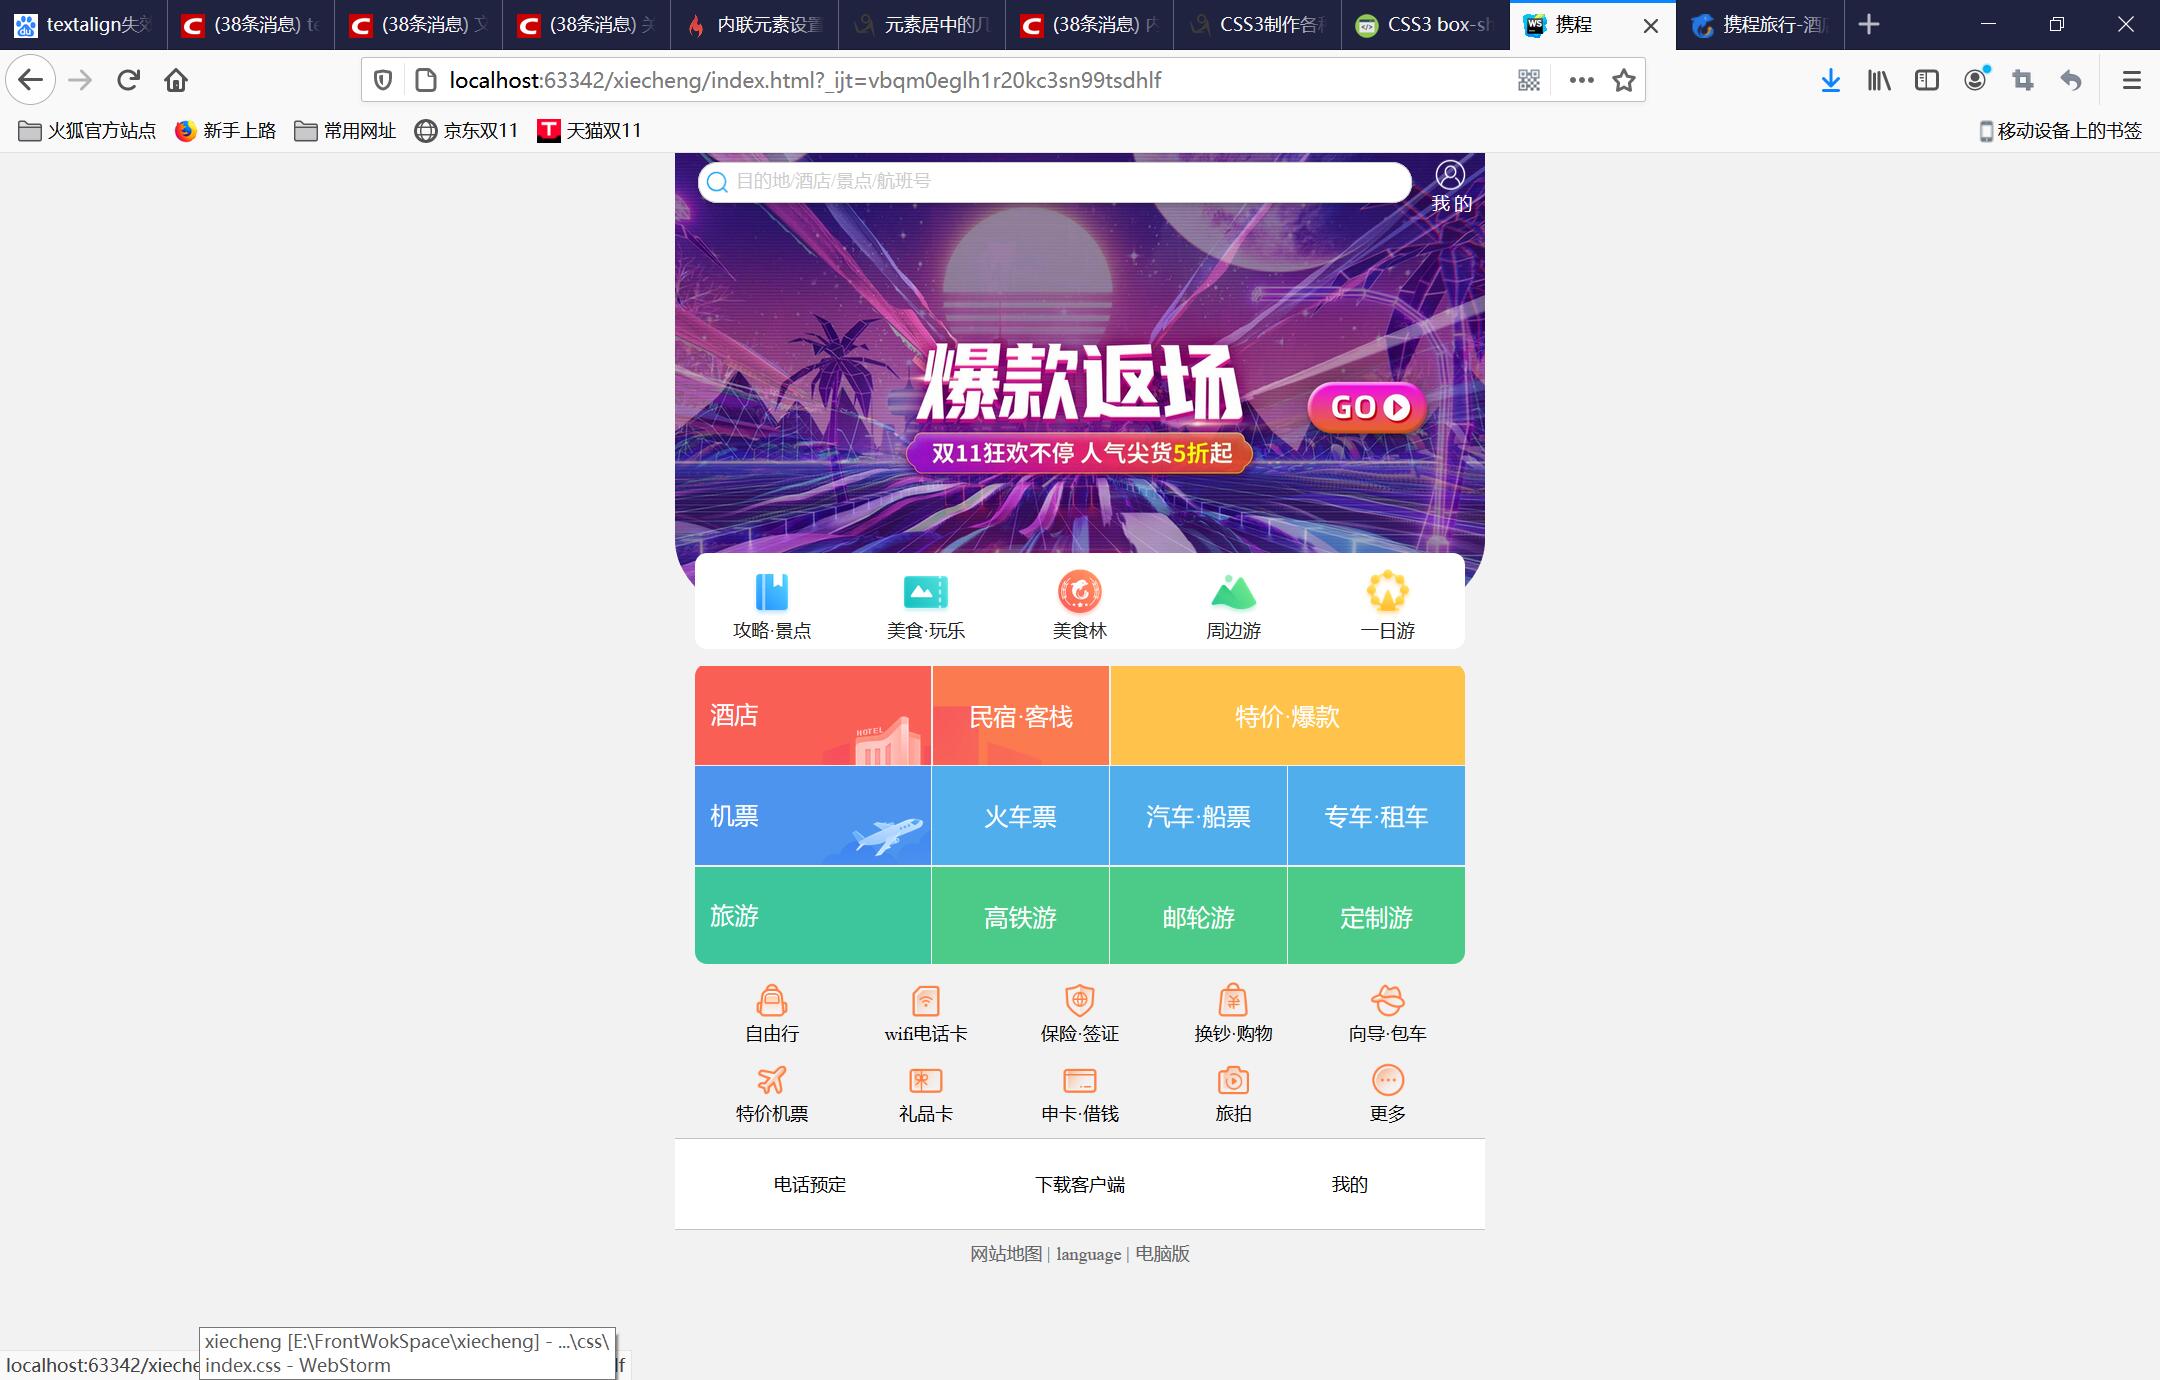 textalign失效
(38条消息) te
(38条消息) 文
(38条消息) 关
内联元素设置
元素居中的几
(38条消息) 内
CSS3制作各种
CSS3 box-sh
携程
携程旅行-酒店
localhost:63342/xiecheng/index.html?_ijt=vbqm0eglh1r20kc3sn99tsdhlf
火狐官方站点
新手上路
常用网址
京东双11
天猫双11
移动设备上的书签
目的地/酒店/景点/航班号
我的
爆款返场
GO
双11狂欢不停 人气尖货5折起
攻略·景点
美食·玩乐
美食林
周边游
一日游
酒店
HOTEL
民宿·客栈
特价·爆款
机票
火车票
汽车·船票
专车·租车
旅游
高铁游
邮轮游
定制游
自由行
wifi电话卡
保险·签证
换钞·购物
向导·包车
特价机票
礼品卡
申卡·借钱
旅拍
更多
电话预定
下载客户端
我的
网站地图 | language | 电脑版
xiecheng [E:\FrontWokSpace\xiecheng] - ...\css\
index.css - WebStorm
localhost:63342/xieche
lf